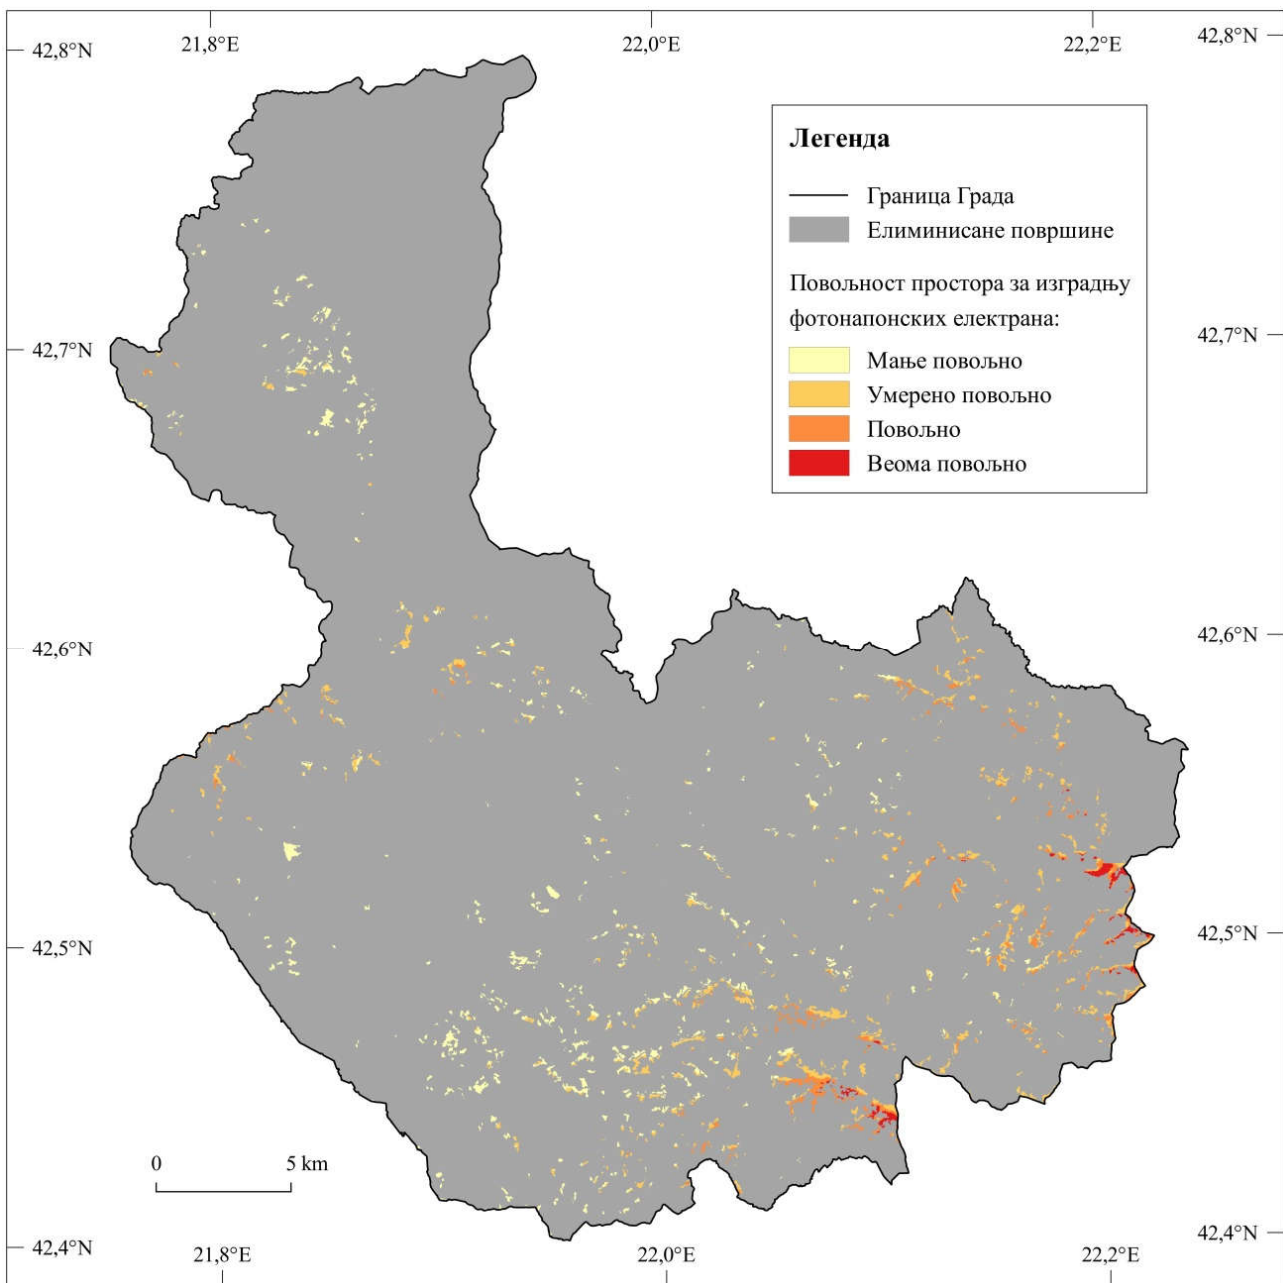 21,8°E 22,0°E 22,2°E
42,8°N 42,8°N
Легенда
Граница Града
Елиминисане површине
Повољност простора за изградњу
фотонапонских електрана:
42,7°N 42,7°N
Мање повољно
Умерено повољно
Повољно
Веома повољно
42,6°N 42,6°N
42,5°N 42,5°N
0 5 km
42,4°N 42,4°N
21,8°E 22,0°E 22,2°E